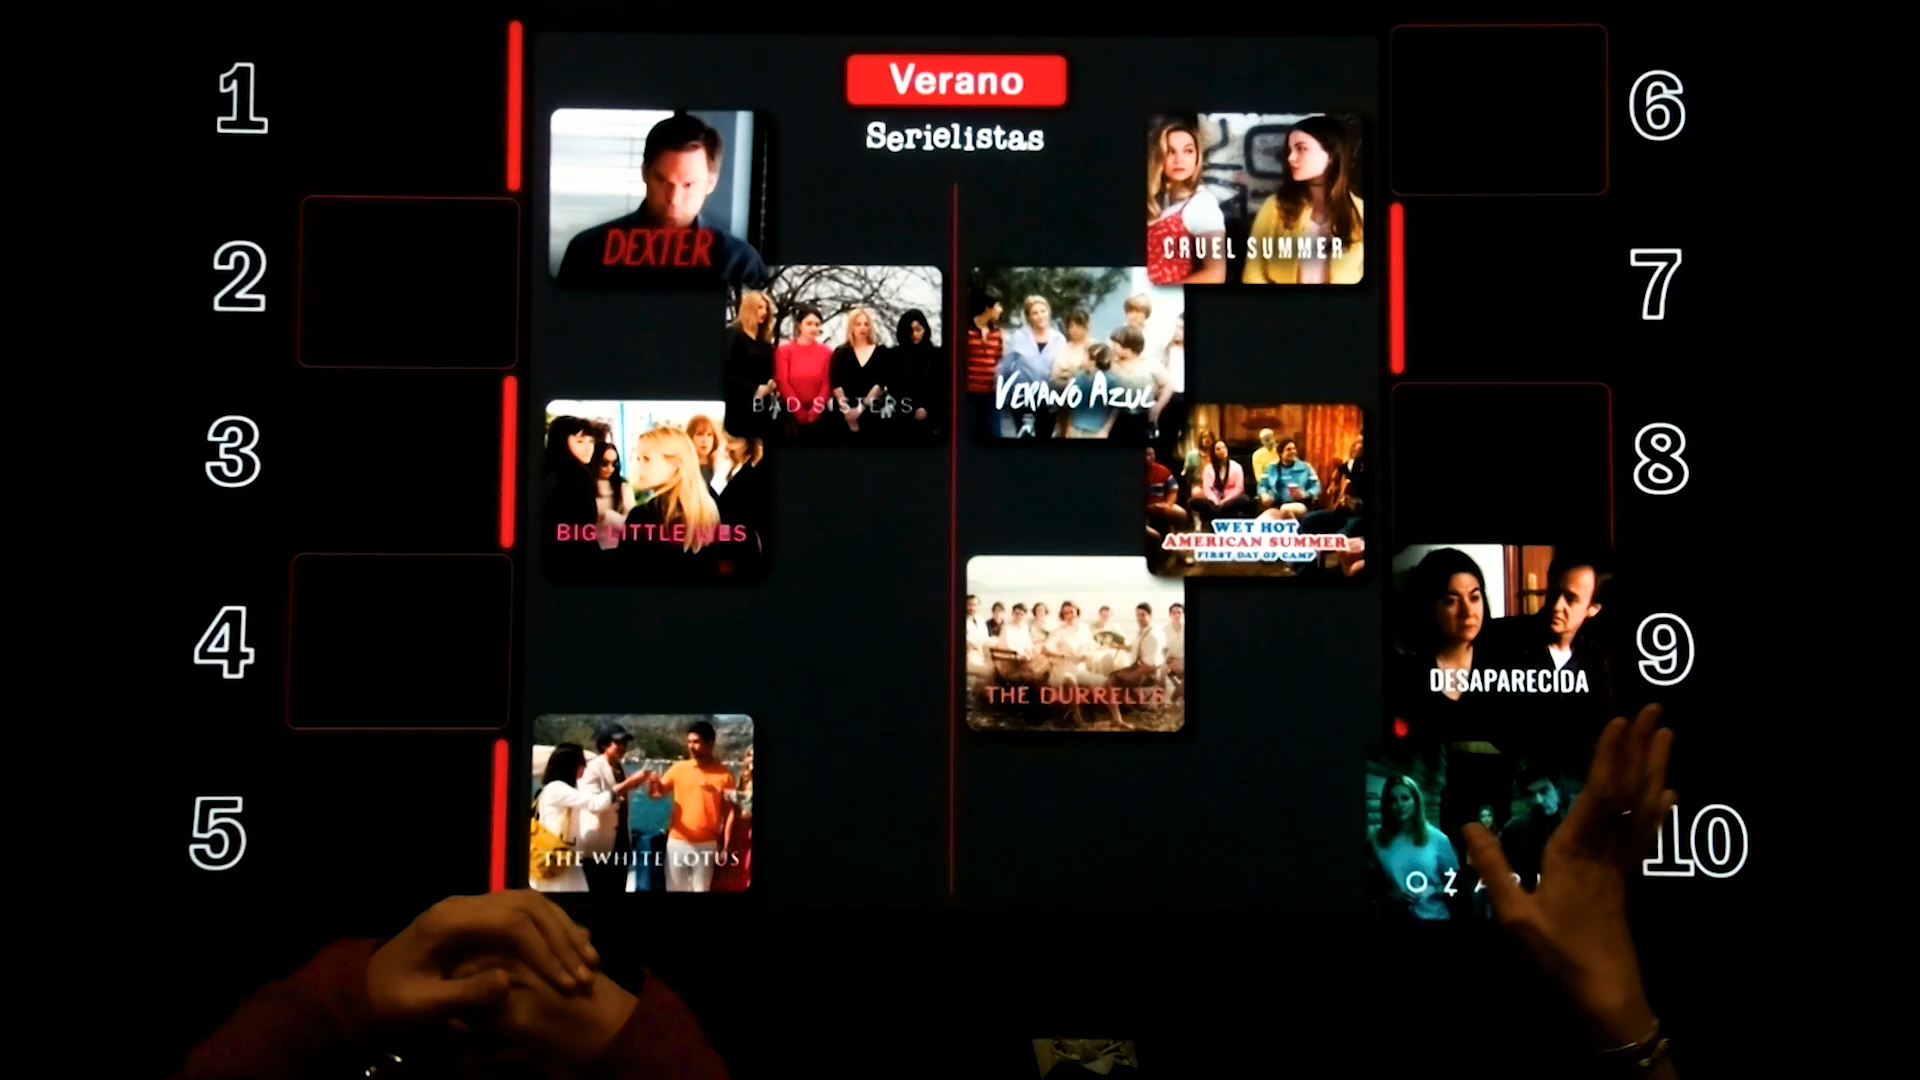 1
2
3
4
5
Verano
Serielistas
DEXTER
BAD SISTERS
BIG LITTLE LIES
THE WHITE LOTUS
CRUEL SUMMER
VERANO AZUL
WET HOT
AMERICAN SUMMER
FIRST DAY OF CAMP
THE DURRELLS
DESAPARECIDA
6
7
8
9
10